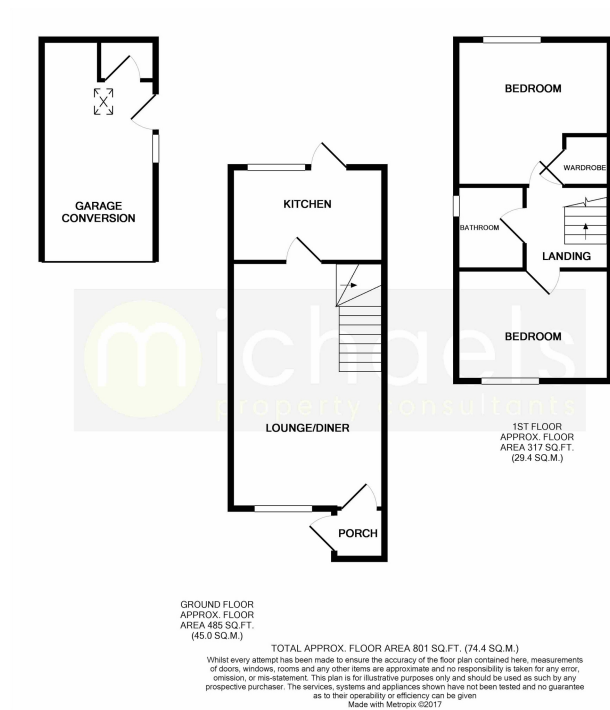 BEDROOM
WARDROBE
GARAGE
CONVERSION
KITCHEN
BATHROOM
LANDING
BEDROOM
michaels
property consultants
LOUNGE/DINER
1ST FLOOR
APPROX. FLOOR
AREA 317 SQ.FT.
(29.4 SQ.M.)
PORCH
GROUND FLOOR
APPROX. FLOOR
AREA 485 SQ.FT.
(45.0 SQ.M.)
TOTAL APPROX. FLOOR AREA 801 SQ.FT. (74.4 SQ.M.)
Whilst every attempt has been made to ensure the accuracy of the floor plan contained here, measurements
of doors, windows, rooms and any other items are approximate and no responsibility is taken for any error,
omission, or mis-statement. This plan is for illustrative purposes only and should be used as such by any
prospective purchaser. The services, systems and appliances shown have not been tested and no guarantee
as to their operability or efficiency can be given
Made with Metropix ©2017